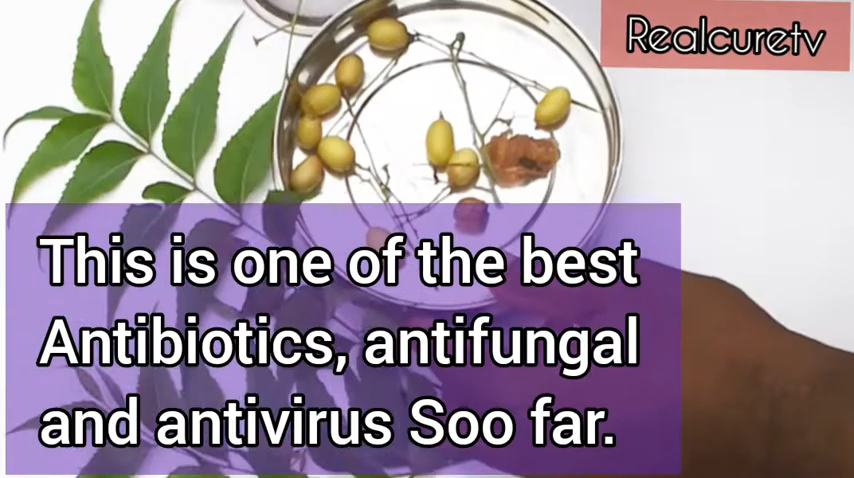 Realcuretv
This is one of the best
Antibiotics, antifungal
and antivirus Soo far.